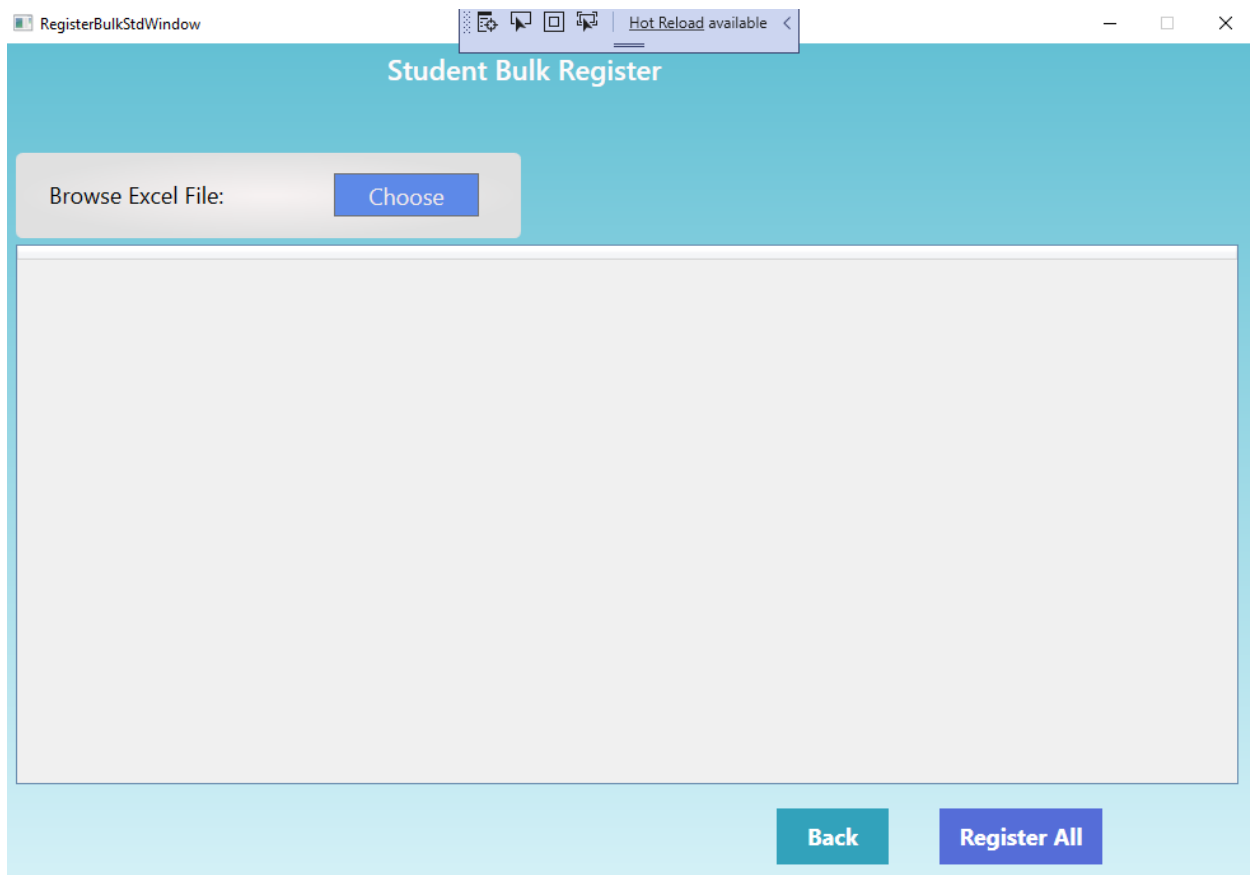 RegisterBulkStdWindow
Hot Reload available
Student Bulk Register
Browse Excel File:
Choose
Back
Register All